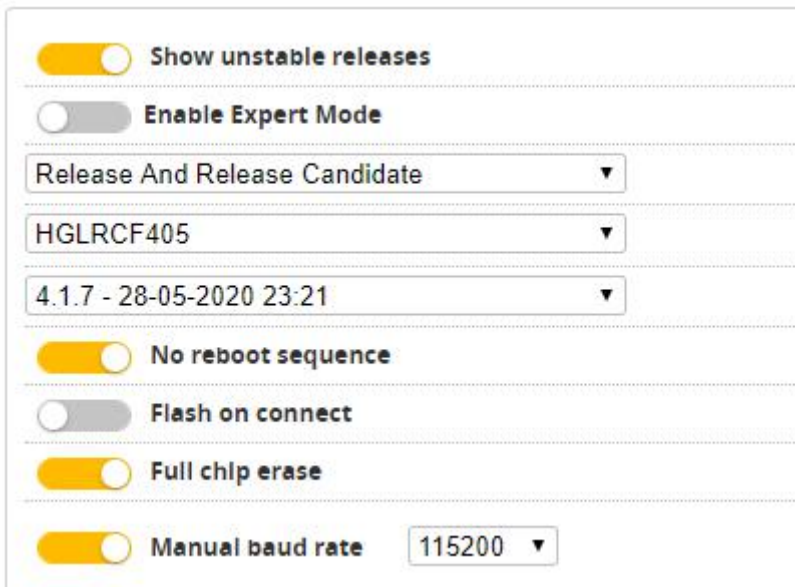 Show unstable releases
Enable Expert Mode
Release And Release Candidate
HGLRCF405
4.1.7 - 28-05-2020 23:21
No reboot sequence
Flash on connect
Full chip erase
Manual baud rate 115200